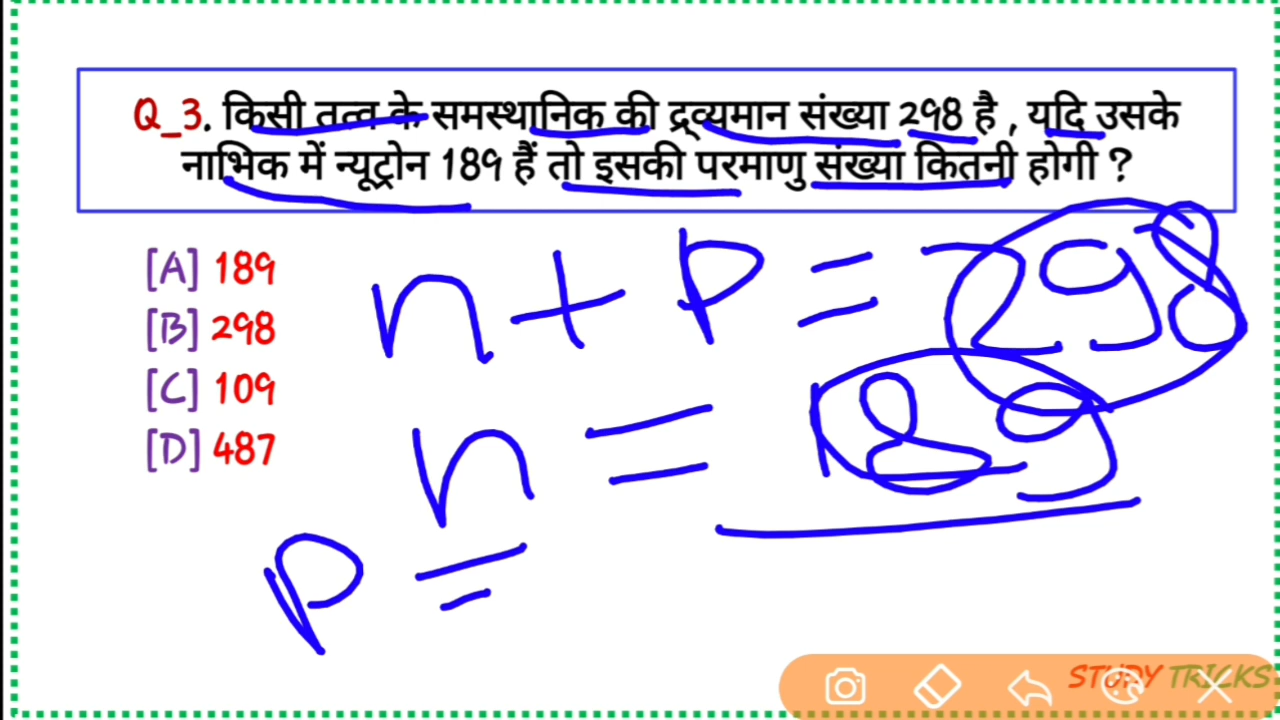 Q_3. किसी तत्व के समस्थानिक की द्रव्यमान संख्या 298 है , यदि उसके
नाभिक में न्यूट्रोन 189 हैं तो इसकी परमाणु संख्या कितनी होगी ?
[A] 189
[B] 298
[C] 109
[D] 487
n + p = 298
n = 189
p =
STUDY TRICKS